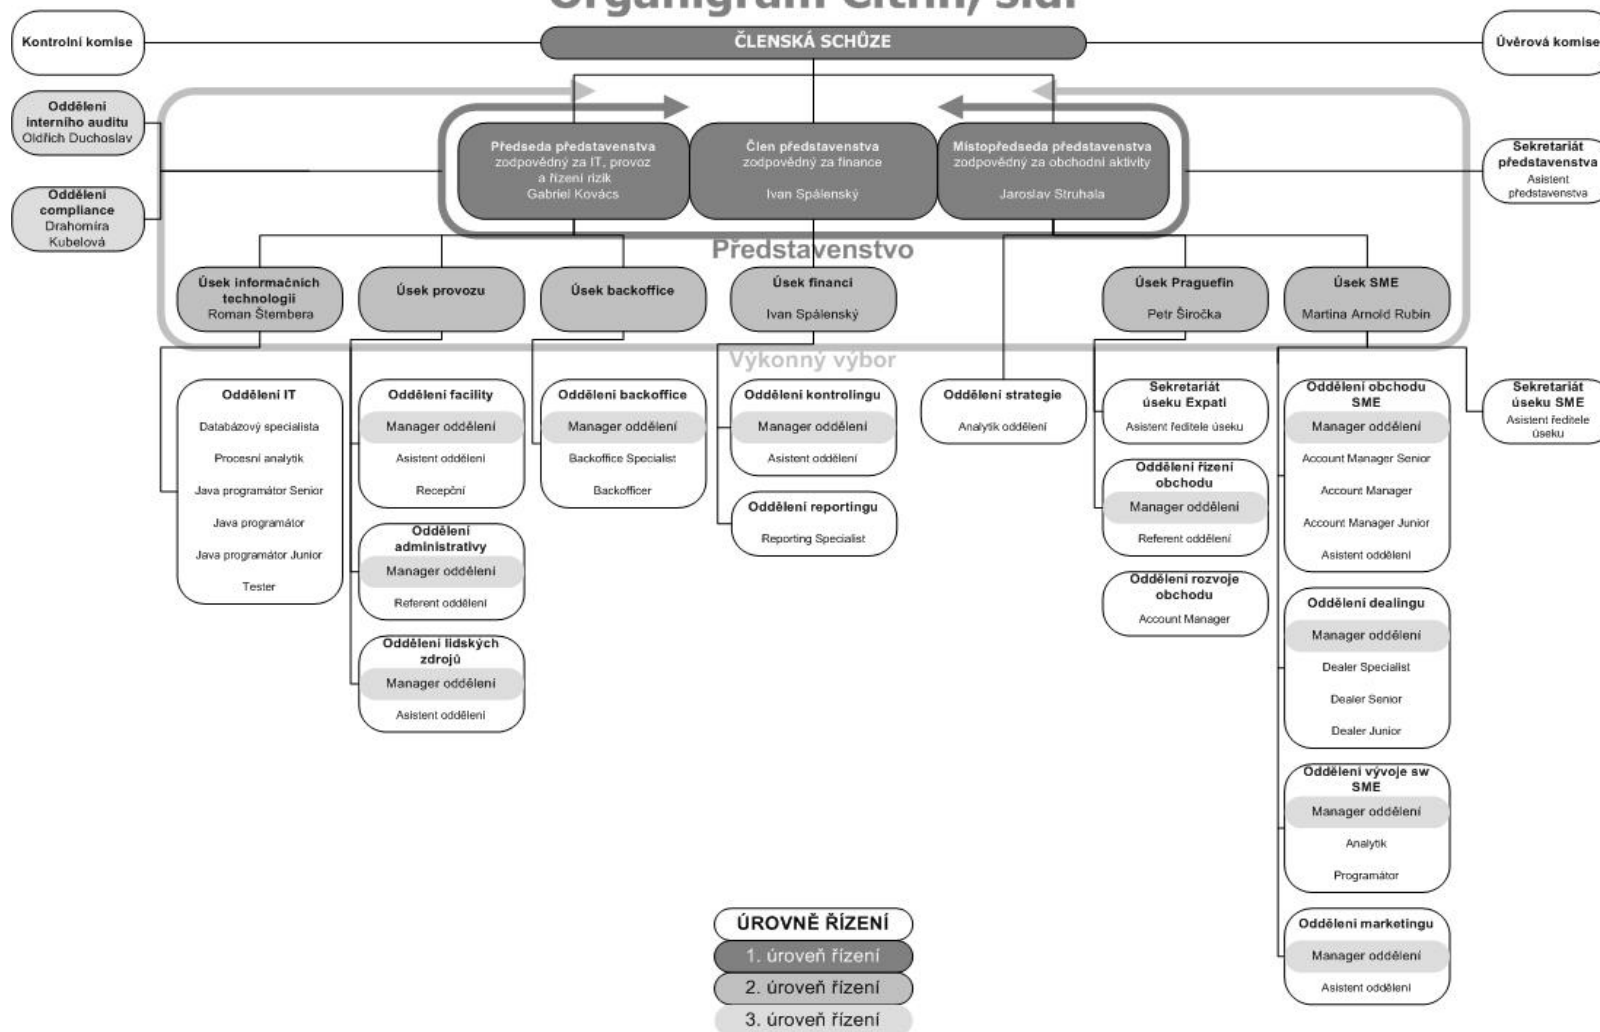 Organigram Citfin, SÍdl
Kontrolní komise
ČLENSKÁ SCHŮZE
Úvěrová komise
Oddělení
interního auditu
Oldřich Duchoslav
Oddělení
compliance
Drahomíra
Kubelová
Předseda představenstva
zodpovědný za IT, provoz
a řízení rizik
Gabriel Kovács
Člen představenstva
zodpovědný za finance
Ivan Spálenský
Místopředseda představenstva
zodpovědný za obchodní aktivity
Jaroslav Struhala
Sekretariát
představenstva
Asistent
představenstva
Představenstvo
Úsek informačních
technologií
Roman Štembera
Úsek provozu
Úsek backoffice
Úsek financí
Ivan Spálenský
Úsek Praguefin
Petr Širočka
Úsek SME
Martina Arnold Rubin
Výkonný výbor
Oddělení IT
Databázový specialista
Procesní analytik
Java programátor Senior
Java programátor
Java programátor Junior
Tester
Oddělení facility
Manager oddělení
Asistent oddělení
Recepční
Oddělení
administrativy
Manager oddělení
Referent oddělení
Oddělení lidských
zdrojů
Manager oddělení
Asistent oddělení
Oddělení backoffice
Manager oddělení
Backoffice Specialist
Backofficer
Oddělení kontrolingu
Manager oddělení
Asistent oddělení
Oddělení reportingu
Reporting Specialist
Oddělení strategie
Analytik oddělení
Sekretariát
úseku Expati
Asistent ředitele úseku
Oddělení řízení
obchodu
Manager oddělení
Referent oddělení
Oddělení rozvoje
obchodu
Account Manager
Oddělení obchodu
SME
Manager oddělení
Account Manager Senior
Account Manager
Account Manager Junior
Asistent oddělení
Oddělení dealingu
Manager oddělení
Dealer Specialist
Dealer Senior
Dealer Junior
Oddělení vývoje sw
SME
Manager oddělení
Analytik
Programátor
Oddělení marketingu
Manager oddělení
Asistent oddělení
Sekretariát
úseku SME
Asistent ředitele
úseku
ÚROVNĚ ŘÍZENÍ
1. úroveň řízení
2. úroveň řízení
3. úroveň řízení